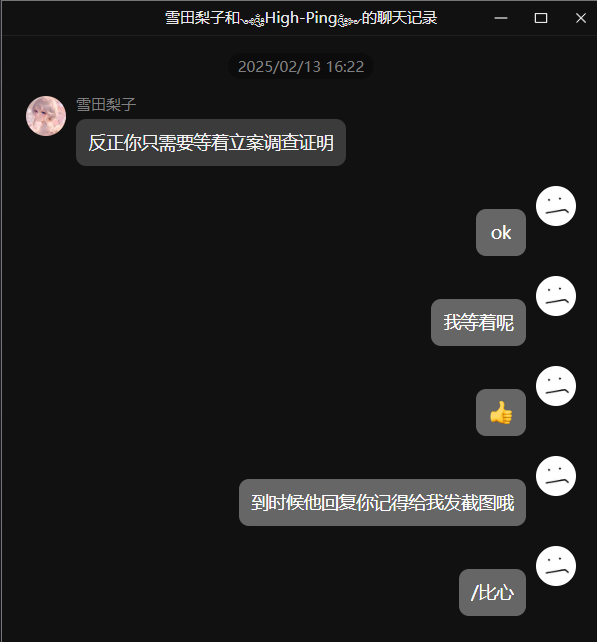 雪田梨子和࿐ྂHigh-Pingྂ࿐的聊天记录
2025/02/13 16:22
雪田梨子
反正你只需要等着立案调查证明
ok
我等着呢
👍
到时候他回复你记得给我发截图哦
/比心